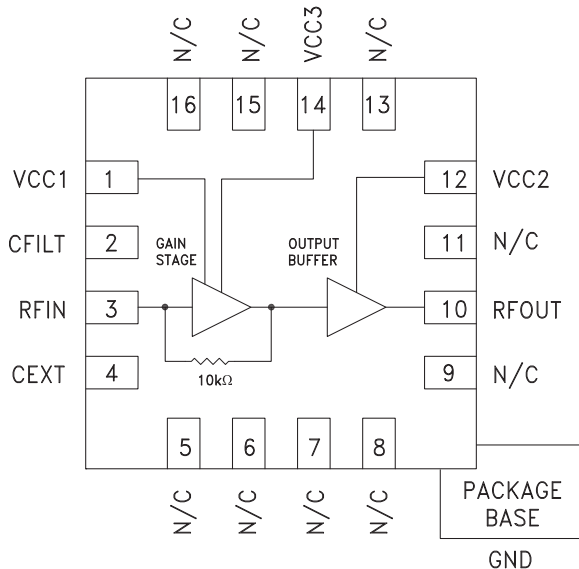 N/C
N/C
VCC3
N/C
16
15
14
13
VCC1
1
12
VCC2
CFILT
2
GAIN
STAGE
OUTPUT
BUFFER
11
N/C
RFIN
3
10
RFOUT
CEXT
4
10kΩ
9
N/C
5
6
7
8
N/C
N/C
N/C
N/C
PACKAGE
BASE
GND